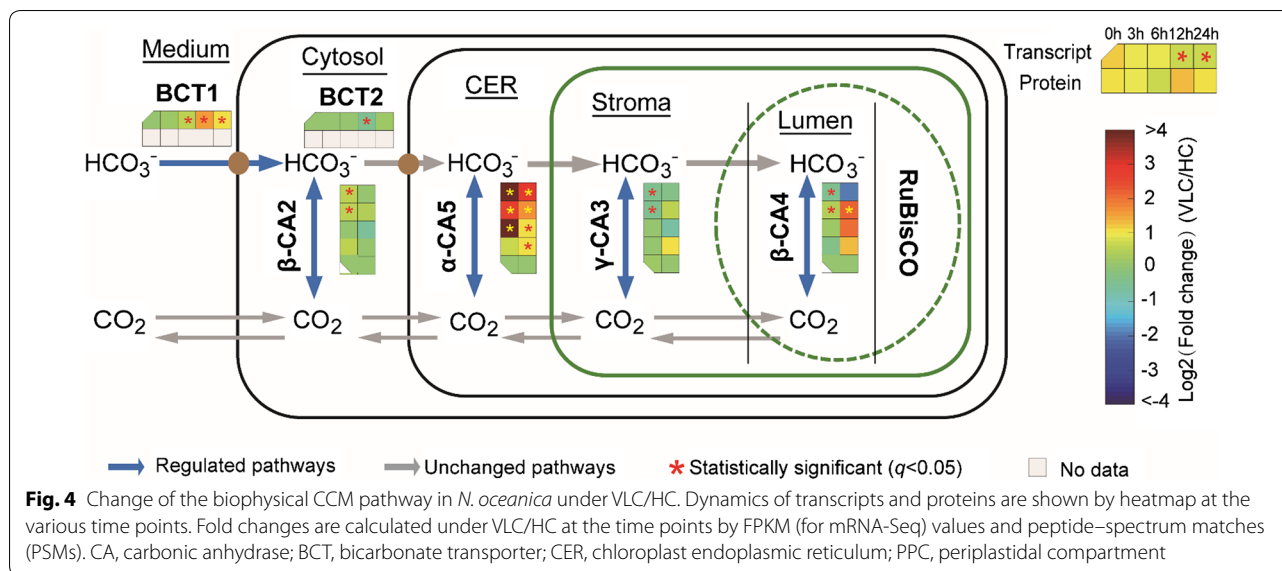 Medium
BCT1
Cytosol
BCT2
CER
Stroma
Lumen
0h 3h 6h 12h 24h
Transcript
Protein
HCO₃⁻
HCO₃⁻
HCO₃⁻
HCO₃⁻
HCO₃⁻
β-CA2
α-CA5
γ-CA3
β-CA4
RuBisCO
CO₂
CO₂
CO₂
CO₂
CO₂
>4
3
2
1
0
-1
-2
-3
<-4
Log2(Fold change) (VLC/HC)
Regulated pathways
Unchanged pathways
* Statistically significant (q<0.05)
No data
Fig. 4 Change of the biophysical CCM pathway in N. oceanica under VLC/HC. Dynamics of transcripts and proteins are shown by heatmap at the
various time points. Fold changes are calculated under VLC/HC at the time points by FPKM (for mRNA-Seq) values and peptide–spectrum matches
(PSMs). CA, carbonic anhydrase; BCT, bicarbonate transporter; CER, chloroplast endoplasmic reticulum; PPC, periplastidal compartment